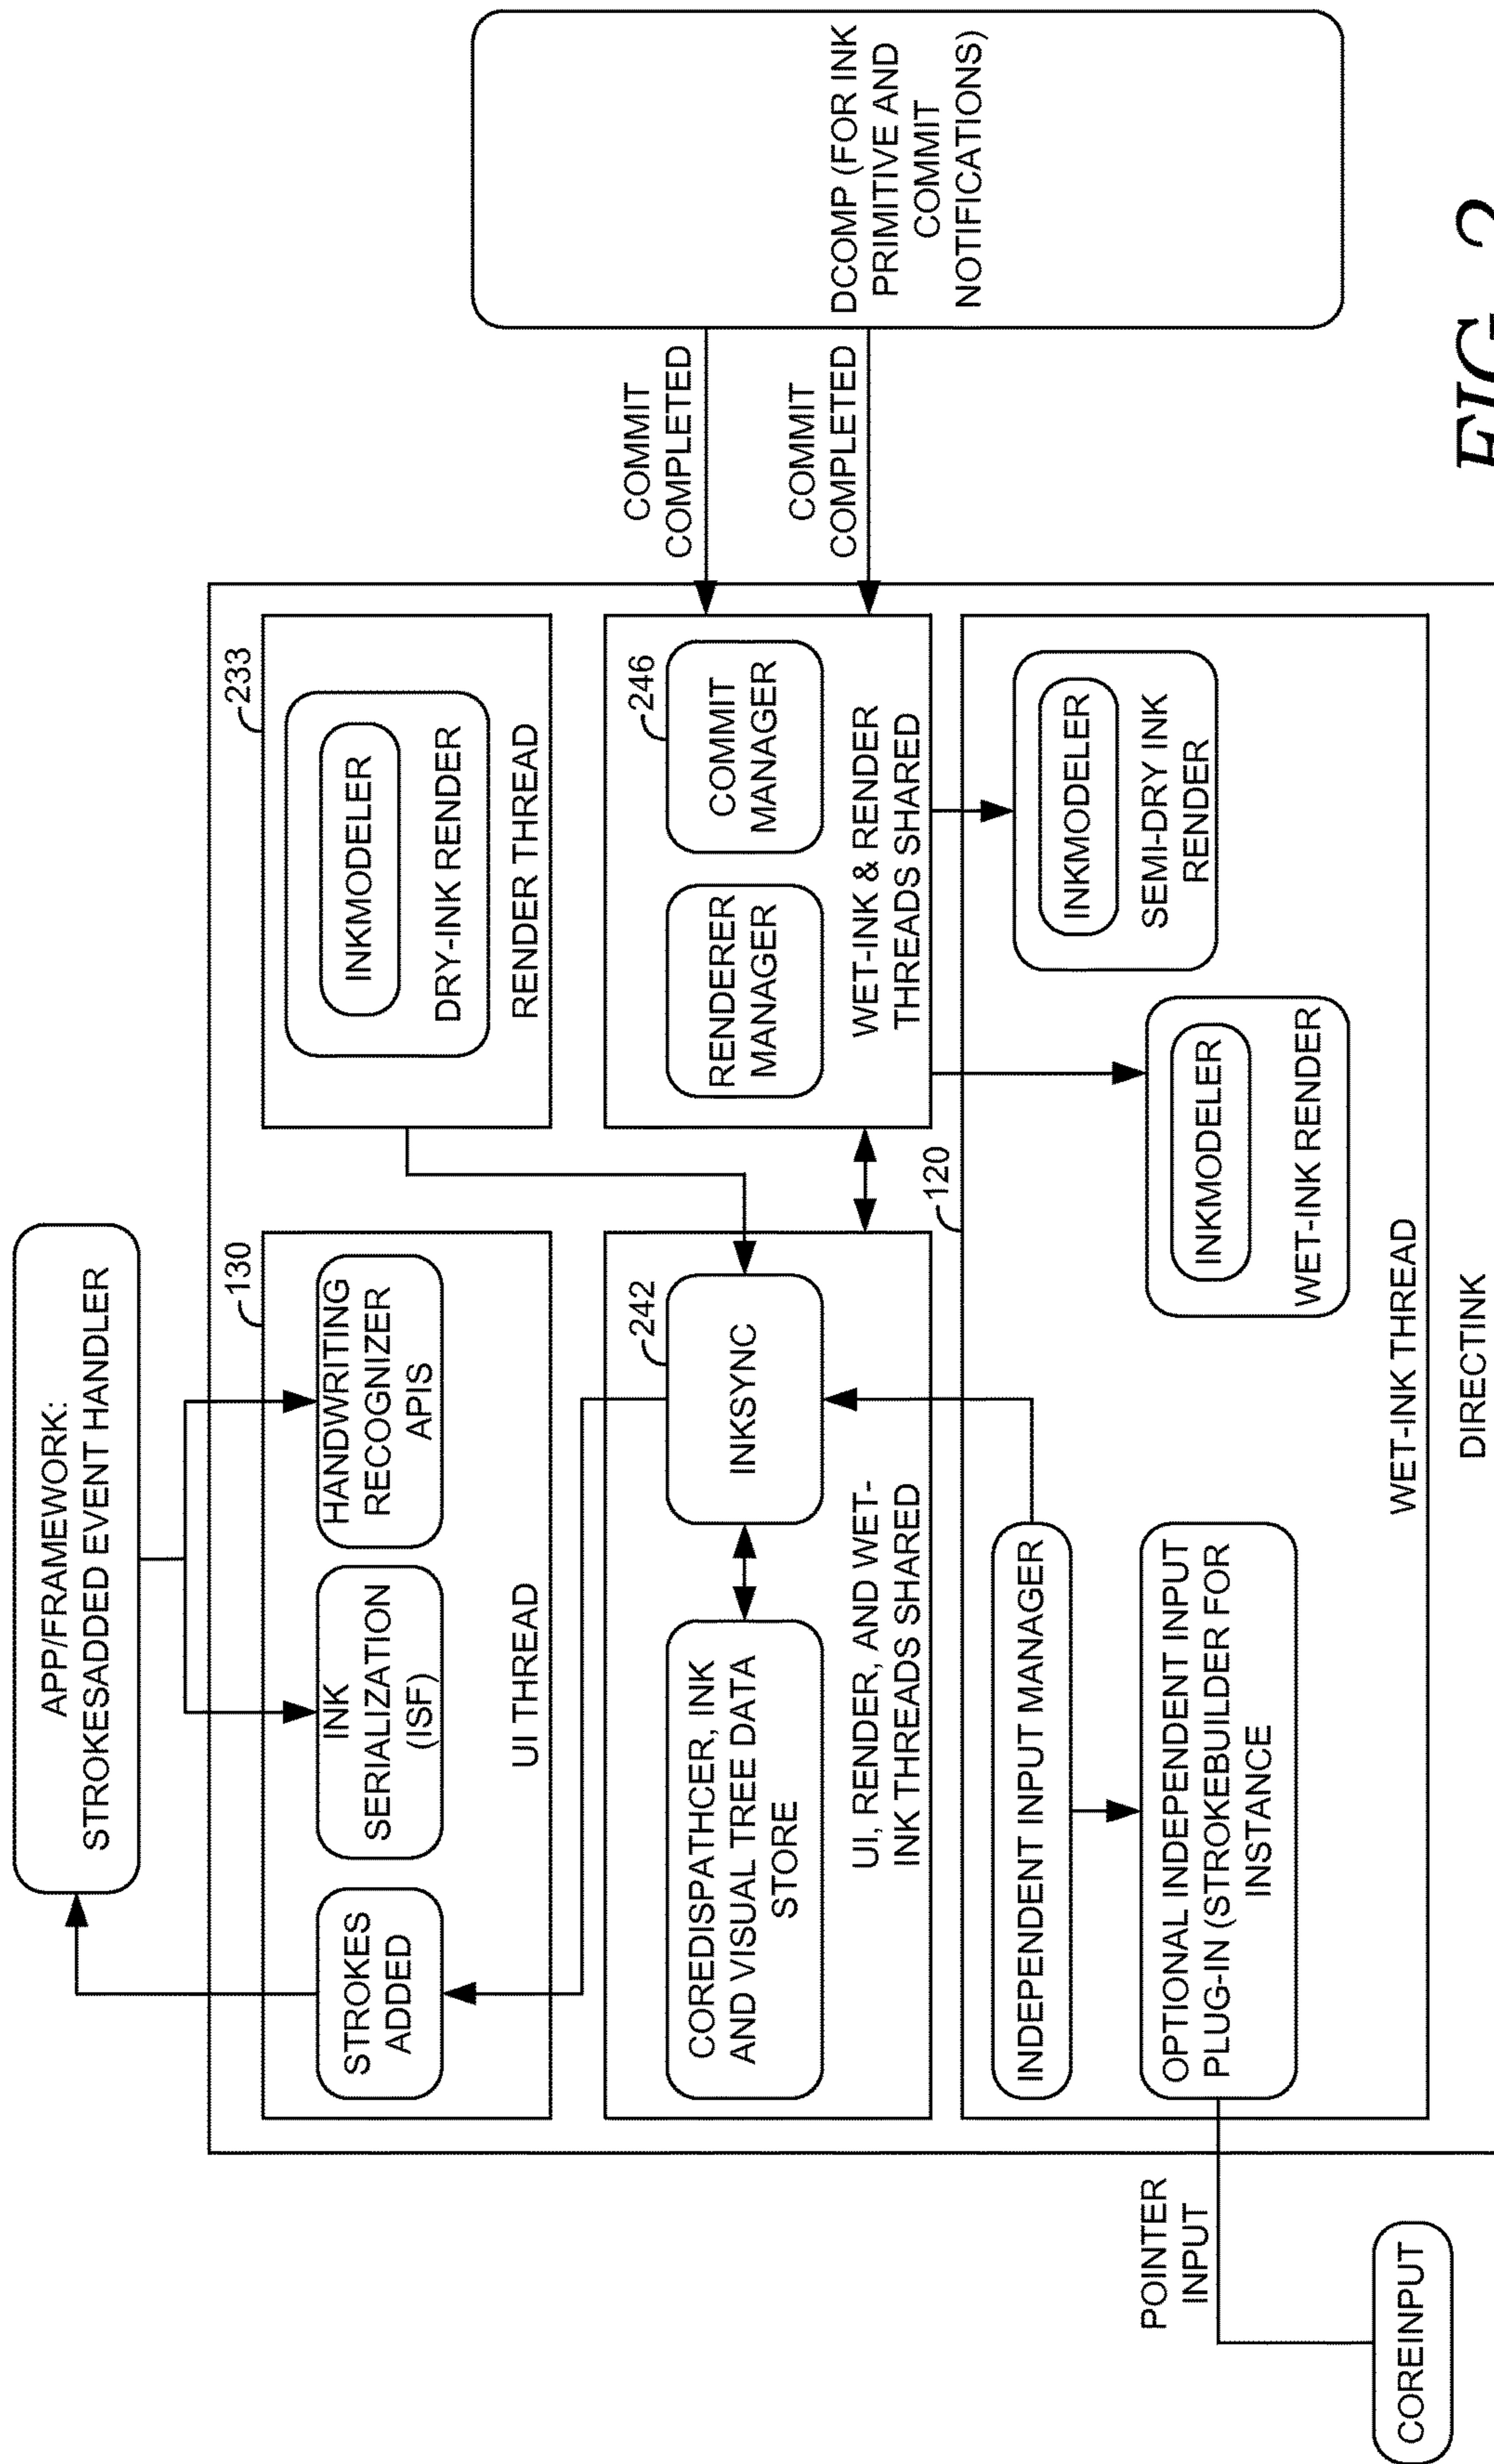 APP/FRAMEWORK:
STROKESADDED EVENT HANDLER
130
STROKES
ADDED
INK
SERIALIZATION
(ISF)
HANDWRITING
RECOGNIZER
APIS
UI THREAD
233
INKMODELER
DRY-INK RENDER
RENDER THREAD
242
COREDISPATHCER, INK
AND VISUAL TREE DATA
STORE
INKSYNC
UI, RENDER, AND WET-
INK THREADS SHARED
246
RENDERER
MANAGER
COMMIT
MANAGER
WET-INK & RENDER
THREADS SHARED
COMMIT
COMPLETED
COMMIT
COMPLETED
DCOMP (FOR INK
PRIMITIVE AND
COMMIT
NOTIFICATIONS)
120
INDEPENDENT INPUT MANAGER
OPTIONAL INDEPENDENT INPUT
PLUG-IN (STROKEBUILDER FOR
INSTANCE
INKMODELER
WET-INK RENDER
INKMODELER
SEMI-DRY INK
RENDER
WET-INK THREAD
DIRECTINK
POINTER
INPUT
COREINPUT
FIG. 2